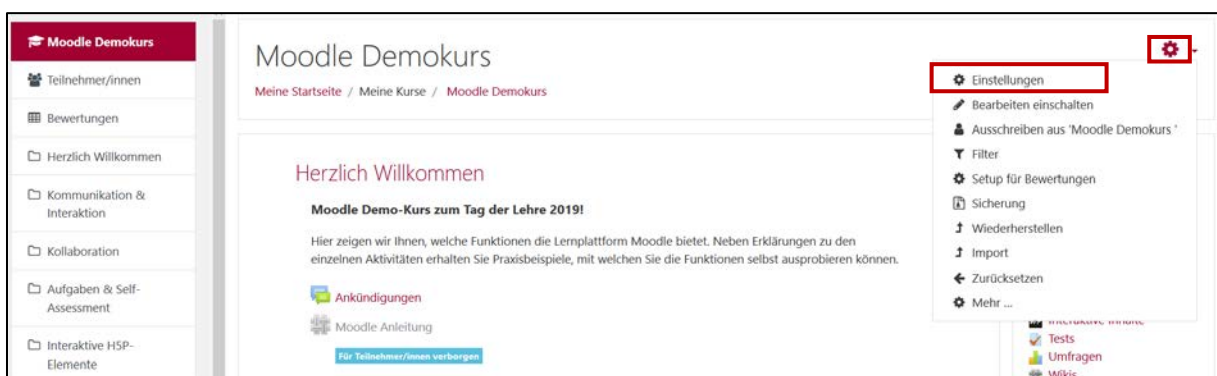 Moodle Demokurs
Teilnehmer/innen
Bewertungen
Herzlich Willkommen
Kommunikation &
Interaktion
Kollaboration
Aufgaben & Self-
Assessment
Interaktive H5P-
Elemente
Moodle Demokurs
Meine Startseite / Meine Kurse / Moodle Demokurs
Herzlich Willkommen
Moodle Demo-Kurs zum Tag der Lehre 2019!
Hier zeigen wir Ihnen, welche Funktionen die Lernplattform Moodle bietet. Neben Erklärungen zu den
einzelnen Aktivitäten erhalten Sie Praxisbeispiele, mit welchen Sie die Funktionen selbst ausprobieren können.
Ankündigungen
Moodle Anleitung
Für Teilnehmer/innen verborgen
Einstellungen
Bearbeiten einschalten
Ausschreiben aus 'Moodle Demokurs '
Filter
Setup für Bewertungen
Sicherung
Wiederherstellen
Import
Zurücksetzen
Mehr ...
Interaktive Inhalte
Tests
Umfragen
Wikis